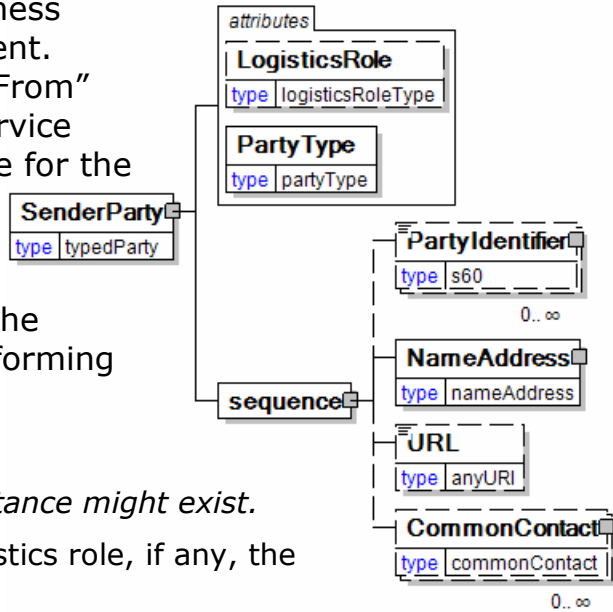 ness
ent.
From”
rvice
e for the
he
forming
tance might exist.
stics role, if any, the
attributes
LogisticsRole
type logisticsRoleType
PartyType
type partyType
SenderParty
type typedParty
PartyIdentifier
type s60
0.. ∞
NameAddress
type nameAddress
sequence
URL
type anyURI
CommonContact
type commonContact
0.. ∞